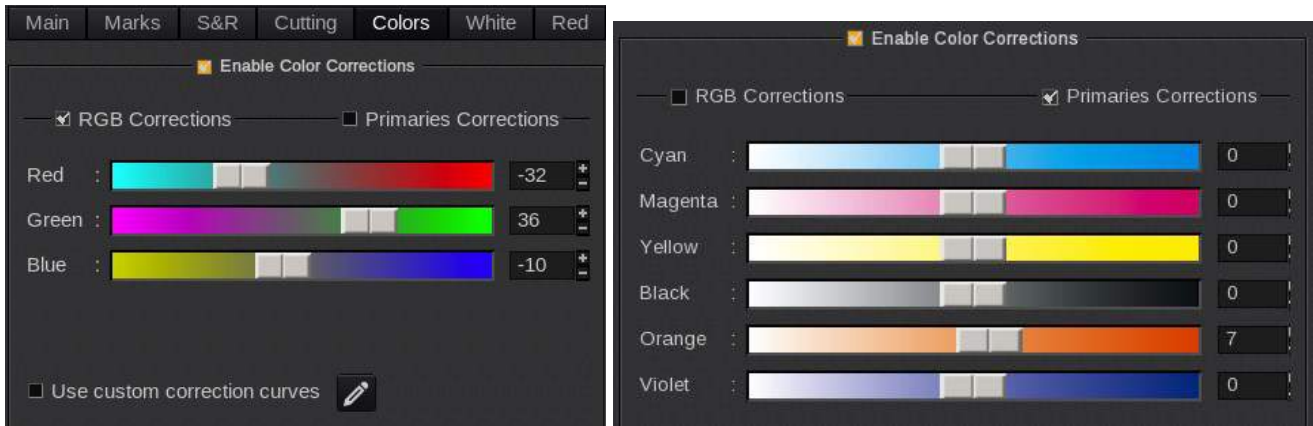 Main Marks S&R Cutting Colors White Red
Enable Color Corrections
RGB Corrections Primaries Corrections
Red : -32
Green : 36
Blue : -10
Use custom correction curves
Enable Color Corrections
RGB Corrections Primaries Corrections
Cyan : 0
Magenta : 0
Yellow : 0
Black : 0
Orange : 7
Violet : 0